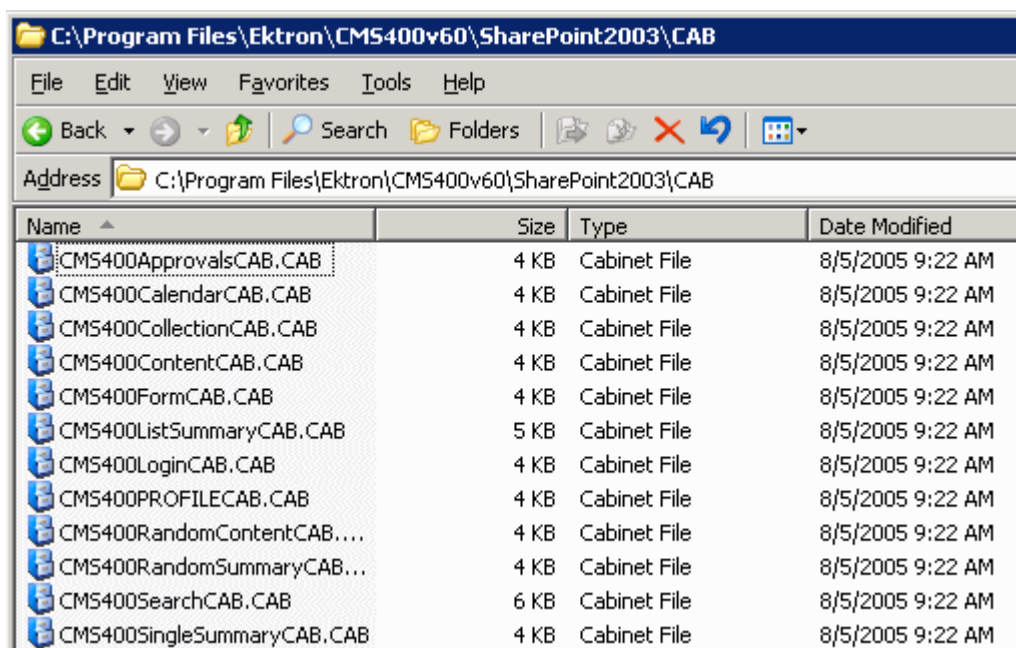 C:\Program Files\Ektron\CMS400v60\SharePoint2003\CAB
File Edit View Favorites Tools Help
Back Search Folders
Address C:\Program Files\Ektron\CMS400v60\SharePoint2003\CAB
Name Size Type Date Modified
CMS400ApprovalsCAB.CAB 4 KB Cabinet File 8/5/2005 9:22 AM
CMS400CalendarCAB.CAB 4 KB Cabinet File 8/5/2005 9:22 AM
CMS400CollectionCAB.CAB 4 KB Cabinet File 8/5/2005 9:22 AM
CMS400ContentCAB.CAB 4 KB Cabinet File 8/5/2005 9:22 AM
CMS400FormCAB.CAB 4 KB Cabinet File 8/5/2005 9:22 AM
CMS400ListSummaryCAB.CAB 5 KB Cabinet File 8/5/2005 9:22 AM
CMS400LoginCAB.CAB 4 KB Cabinet File 8/5/2005 9:22 AM
CMS400PROFILECAB.CAB 4 KB Cabinet File 8/5/2005 9:22 AM
CMS400RandomContentCAB.... 4 KB Cabinet File 8/5/2005 9:22 AM
CMS400RandomSummaryCAB... 4 KB Cabinet File 8/5/2005 9:22 AM
CMS400SearchCAB.CAB 6 KB Cabinet File 8/5/2005 9:22 AM
CMS400SingleSummaryCAB.CAB 4 KB Cabinet File 8/5/2005 9:22 AM